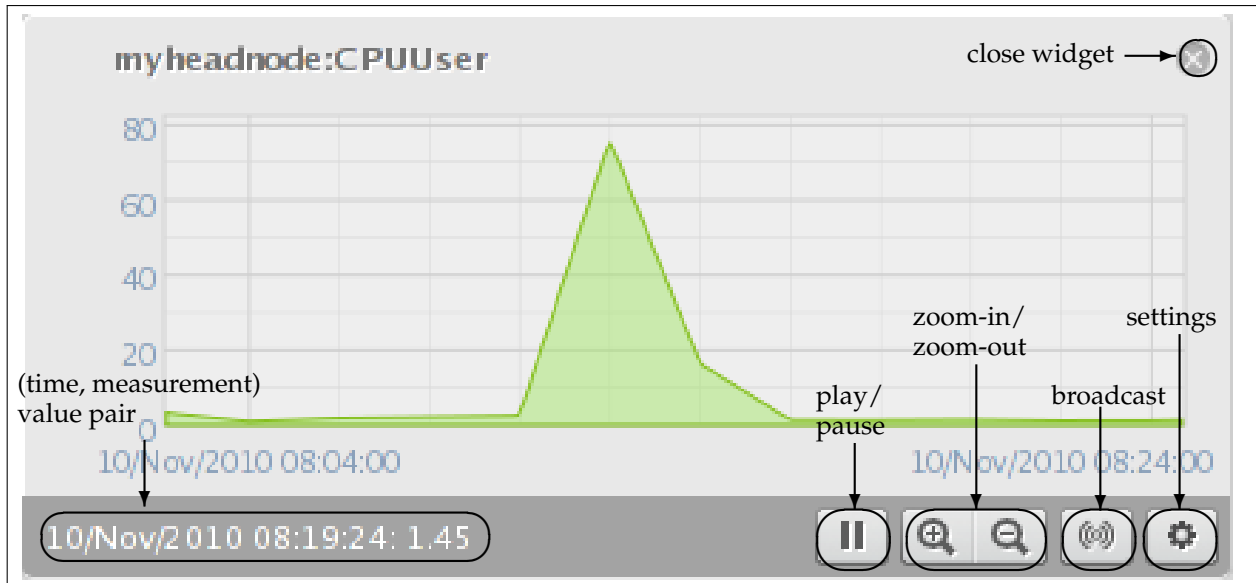 myheadnode:CPUUser
close widget
80
60
40
20
0
zoom-in/
zoom-out
settings
(time, measurement)
value pair
play/
pause
broadcast
10/Nov/2010 08:04:00
10/Nov/2010 08:24:00
10/Nov/2010 08:19:24: 1.45